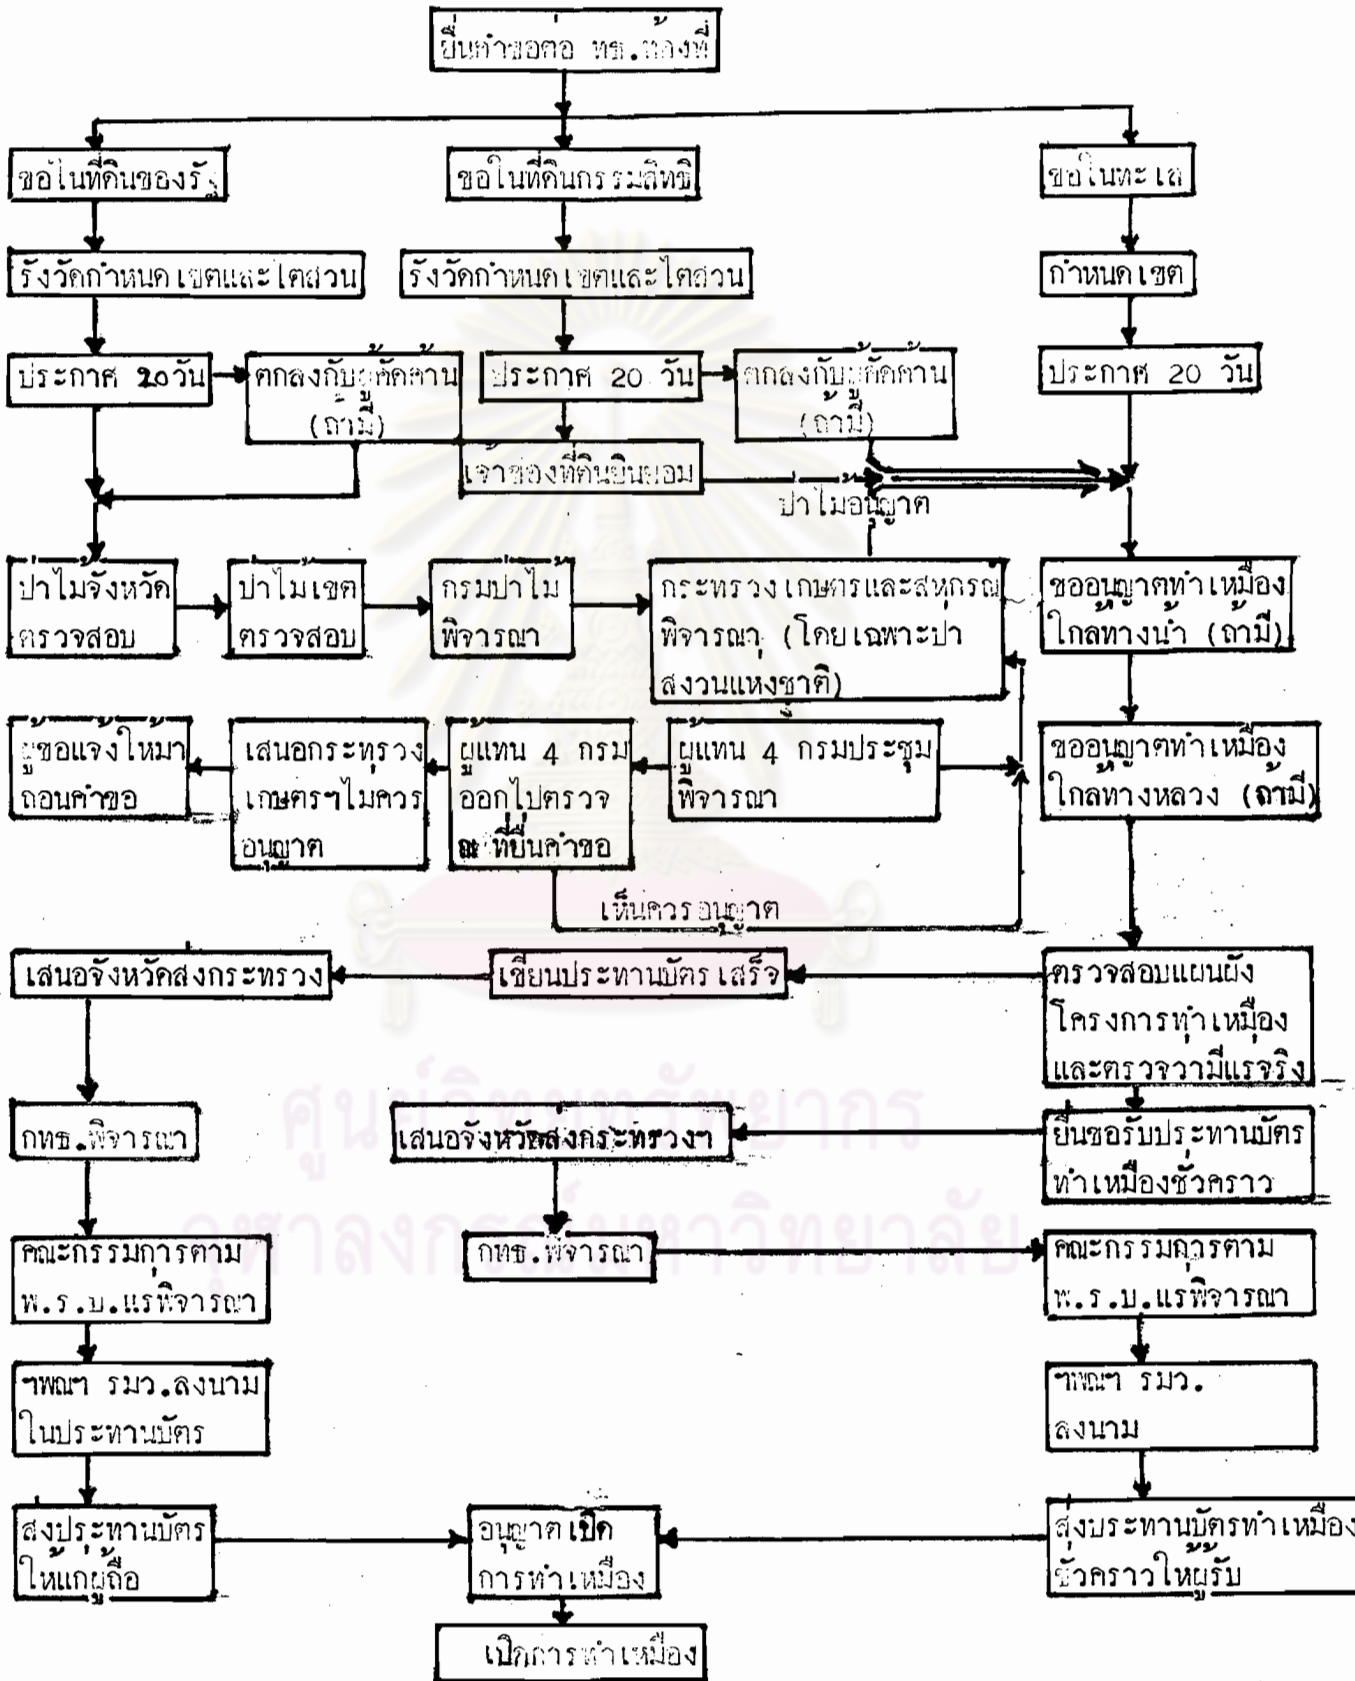 ยื่นคำขอต่อ ทธ.ท้องที่
ขอในที่ดินของรัฐ
ขอในที่ดินกรรมสิทธิ์
ขอในทะเล
รังวัดกำหนดเขตและไต่สวน
รังวัดกำหนดเขตและไต่สวน
กำหนดเขต
ประกาศ 20 วัน
ตกลงกับผู้คัดค้าน
(ถ้ามี)
ประกาศ 20 วัน
ตกลงกับผู้คัดค้าน
(ถ้ามี)
ประกาศ 20 วัน
เจ้าของที่ดินยินยอม
ป่าไม้อนุญาต
ป่าไม้จังหวัด
ตรวจสอบ
ป่าไม้เขต
ตรวจสอบ
กรมป่าไม้
พิจารณา
กระทรวงเกษตรและสหกรณ์
พิจารณา (โดยเฉพาะป่า
สงวนแห่งชาติ)
ขออนุญาตทำเหมือง
ใกล้ทางน้ำ (ถ้ามี)
ผู้ขอแจ้งให้มา
ถอนคำขอ
เสนอกระทรวง
เกษตรฯไม่ควร
อนุญาต
ผู้แทน 4 กรม
ออกไปตรวจ
ณ ที่ยื่นคำขอ
ผู้แทน 4 กรมประชุม
พิจารณา
ขออนุญาตทำเหมือง
ใกล้ทางหลวง (ถ้ามี)
เห็นควรอนุญาต
เสนอจังหวัดส่งกระทรวง
เขียนประทานบัตรเสร็จ
ตรวจสอบแผนผัง
โครงการทำเหมือง
และตรวจว่ามีแร่จริง
ศูนย์วิทยทรัพยากร
จุฬาลงกรณ์มหาวิทยาลัย
กทธ.พิจารณา
เสนอจังหวัดส่งกระทรวงฯ
ยื่นขอรับประทานบัตร
ทำเหมืองชั่วคราว
คณะกรรมการตาม
พ.ร.บ.แร่พิจารณา
กทธ.พิจารณา
คณะกรรมการตาม
พ.ร.บ.แร่พิจารณา
ฯพณฯ รมว.ลงนาม
ในประทานบัตร
ฯพณฯ รมว.
ลงนาม
ส่งประทานบัตร
ให้แก่ผู้ถือ
อนุญาตเปิด
การทำเหมือง
ส่งประทานบัตรทำเหมือง
ชั่วคราวให้ผู้รับ
เปิดการทำเหมือง